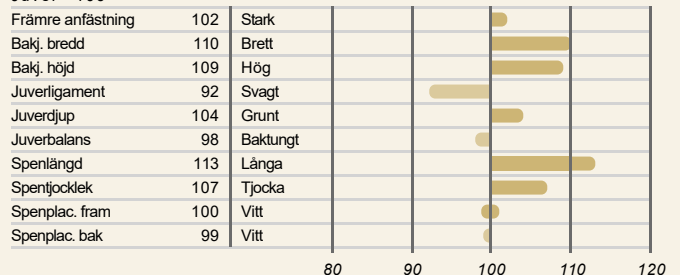 Främre anfästning 102 Stark
Bakj. bredd 110 Brett
Bakj. höjd 109 Hög
Juverligament 92 Svagt
Juverdjup 104 Grunt
Juverbalans 98 Baktungt
Spenlängd 113 Långa
Spentjocklek 107 Tjocka
Spenplac. fram 100 Vitt
Spenplac. bak 99 Vitt
80 90 100 110 120